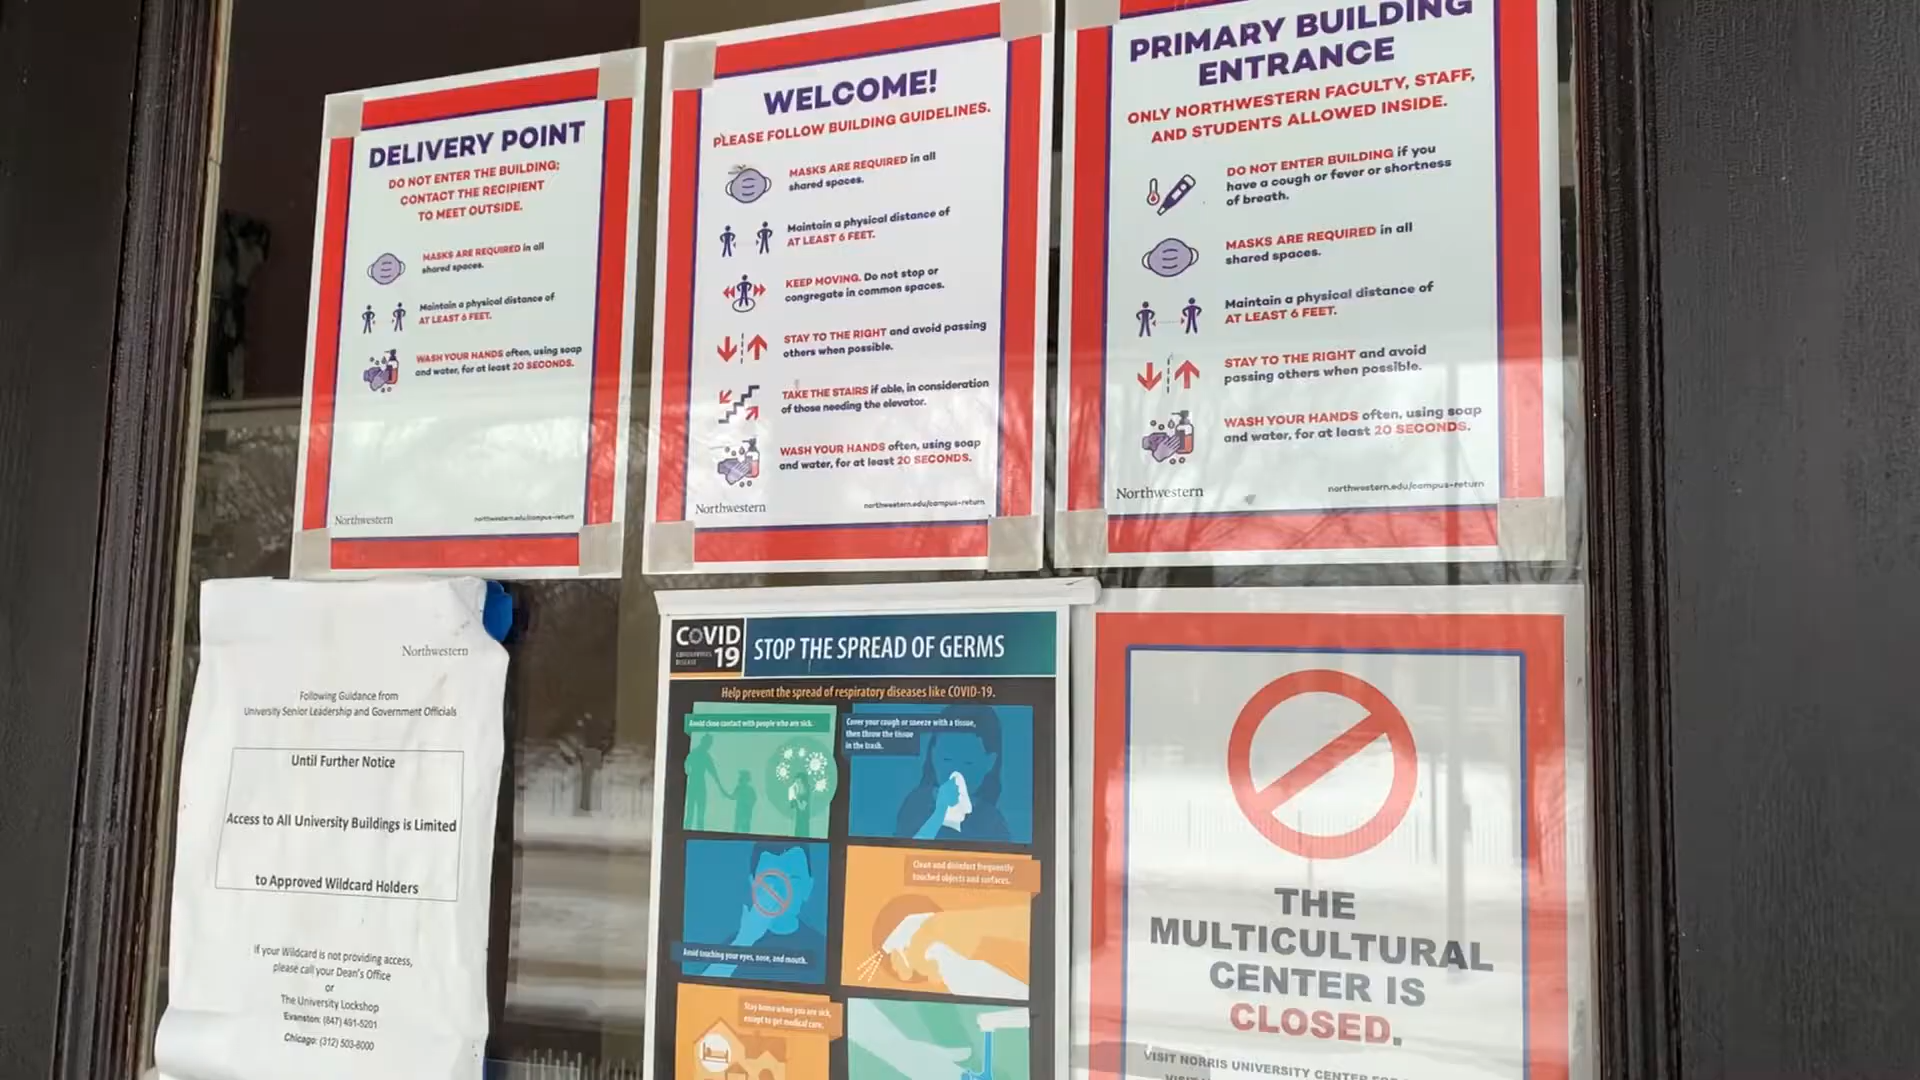 DELIVERY POINT
DO NOT ENTER THE BUILDING;
CONTACT THE RECIPIENT
TO MEET OUTSIDE.
MASKS ARE REQUIRED in all
shared spaces.
Maintain a physical distance of
AT LEAST 6 FEET.
WASH YOUR HANDS often, using soap
and water, for at least 20 SECONDS.
Northwestern
northwestern.edu/campus-return
WELCOME!
PLEASE FOLLOW BUILDING GUIDELINES.
MASKS ARE REQUIRED in all
shared spaces.
Maintain a physical distance of
AT LEAST 6 FEET.
KEEP MOVING. Do not stop or
congregate in common spaces.
STAY TO THE RIGHT and avoid passing
others when possible.
TAKE THE STAIRS if able, in consideration
of those needing the elevator.
WASH YOUR HANDS often, using soap
and water, for at least 20 SECONDS.
Northwestern
northwestern.edu/campus-return
PRIMARY BUILDING
ENTRANCE
ONLY NORTHWESTERN FACULTY, STAFF,
AND STUDENTS ALLOWED INSIDE.
DO NOT ENTER BUILDING if you
have a cough or fever or shortness
of breath.
MASKS ARE REQUIRED in all
shared spaces.
Maintain a physical distance of
AT LEAST 6 FEET.
STAY TO THE RIGHT and avoid
passing others when possible.
WASH YOUR HANDS often, using soap
and water, for at least 20 SECONDS.
Northwestern
northwestern.edu/campus-return
Northwestern
Following Guidance from
University Senior Leadership and Government Officials
Until Further Notice
Access to All University Buildings is Limited
to Approved Wildcard Holders
If your Wildcard is not providing access,
please call your Dean's Office
or
The University Lockshop
Evanston: (847) 491-5201
Chicago: (312) 503-8000
COVID
CORONAVIRUS
DISEASE
19
STOP THE SPREAD OF GERMS
Help prevent the spread of respiratory diseases like COVID-19.
Avoid close contact with people who are sick.
Cover your cough or sneeze with a tissue,
then throw the tissue
in the trash.
Avoid touching your eyes, nose, and mouth.
Clean and disinfect frequently
touched objects and surfaces.
Stay home when you are sick,
except to get medical care.
THE
MULTICULTURAL
CENTER IS
CLOSED.
VISIT NORRIS UNIVERSITY CENTER